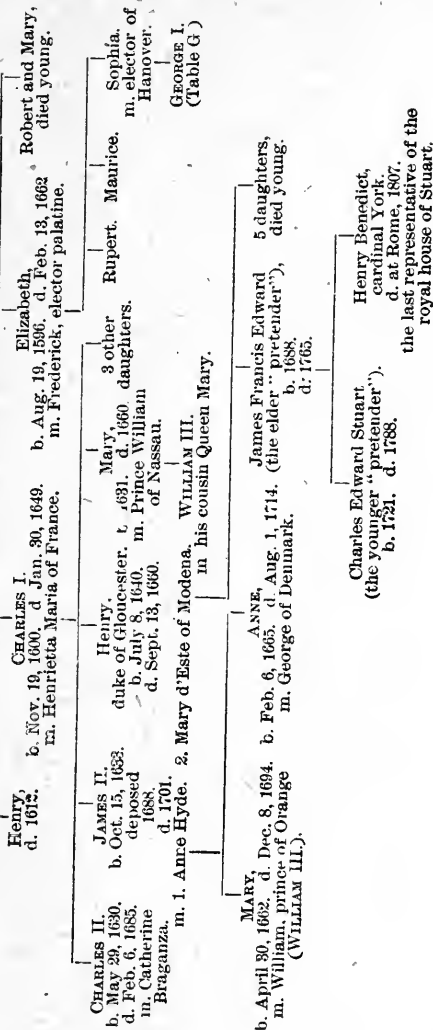 Henry,
d. 1612.
CHARLES I.
b. Nov. 19, 1600. d. Jan. 30, 1649.
m. Henrietta Maria of France.
Elizabeth,
b. Aug. 19, 1596. d. Feb. 13, 1662
m. Frederick, elector palatine.
Robert and Mary,
died young.
CHARLES II.
b. May 29, 1630.
d. Feb. 6, 1685.
m. Catherine
Braganza.
JAMES II.
b. Oct. 15, 1633.
deposed
1688.
d. 1701.
m. 1. Anne Hyde. 2. Mary d'Este of Modena.
Henry,
duke of Gloucester.
b. July 8, 1640.
d. Sept. 13, 1660.
Mary,
1631. d. 1660.
m. Prince William
of Nassau.
3 other
daughters.
WILLIAM III.
m his cousin Queen Mary.
Rupert.
Maurice.
Sophia.
m. elector of
Hanover.
GEORGE I.
(Table G)
MARY,
b. April 30, 1662. d. Dec. 8, 1694.
m. William, prince of Orange
(WILLIAM III.).
ANNE,
b. Feb. 6, 1665. d. Aug. 1, 1714.
m. George of Denmark.
James Francis Edward
(the elder "pretender"),
b. 1688.
d. 1765.
5 daughters,
died young.
Charles Edward Stuart
(the younger "pretender").
b. 1721. d. 1788.
Henry Benedict,
cardinal York.
d. at Rome, 1807.
the last representative of the
royal house of Stuart.